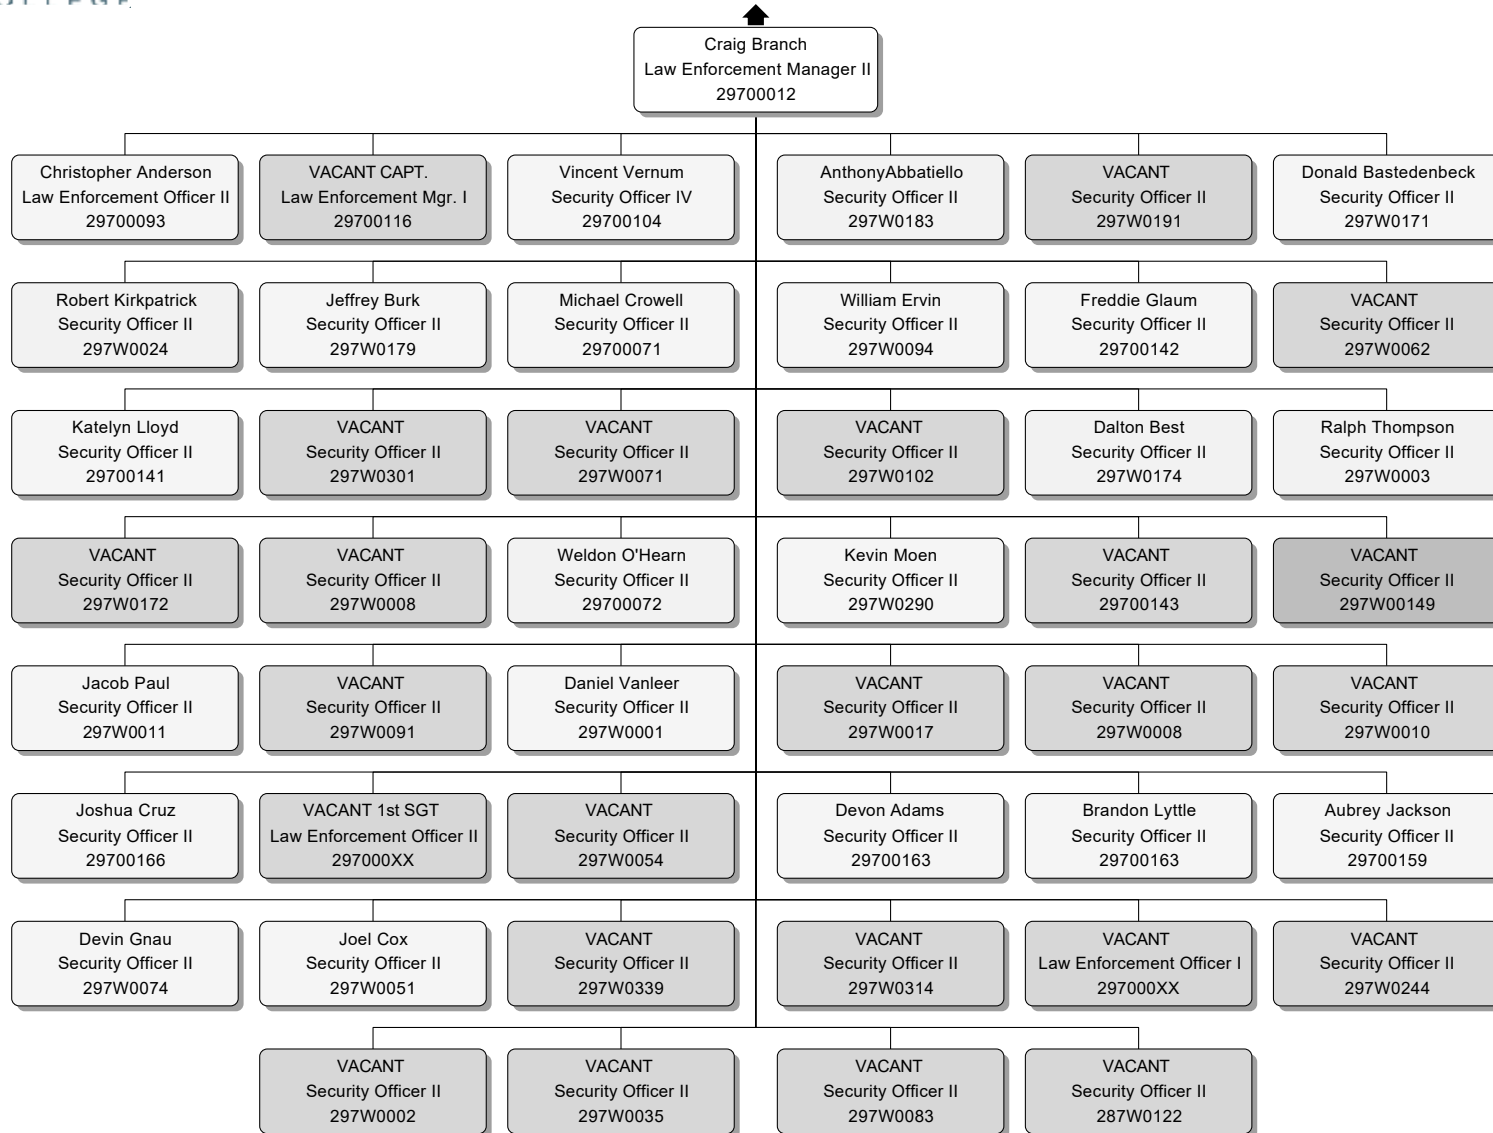 Craig Branch
Law Enforcement Manager II
29700012
Christopher Anderson
Law Enforcement Officer II
29700093
VACANT CAPT.
Law Enforcement Mgr. I
29700116
Vincent Vernum
Security Officer IV
29700104
AnthonyAbbatiello
Security Officer II
297W0183
VACANT
Security Officer II
297W0191
Donald Bastedenbeck
Security Officer II
297W0171
Robert Kirkpatrick
Security Officer II
297W0024
Jeffrey Burk
Security Officer II
297W0179
Michael Crowell
Security Officer II
29700071
William Ervin
Security Officer II
297W0094
Freddie Glaum
Security Officer II
29700142
VACANT
Security Officer II
297W0062
Katelyn Lloyd
Security Officer II
29700141
VACANT
Security Officer II
297W0301
VACANT
Security Officer II
297W0071
VACANT
Security Officer II
297W0102
Dalton Best
Security Officer II
297W0174
Ralph Thompson
Security Officer II
297W0003
VACANT
Security Officer II
297W0172
VACANT
Security Officer II
297W0008
Weldon O'Hearn
Security Officer II
29700072
Kevin Moen
Security Officer II
297W0290
VACANT
Security Officer II
29700143
VACANT
Security Officer II
297W00149
Jacob Paul
Security Officer II
297W0011
VACANT
Security Officer II
297W0091
Daniel Vanleer
Security Officer II
297W0001
VACANT
Security Officer II
297W0017
VACANT
Security Officer II
297W0008
VACANT
Security Officer II
297W0010
Joshua Cruz
Security Officer II
29700166
VACANT 1st SGT
Law Enforcement Officer II
297000XX
VACANT
Security Officer II
297W0054
Devon Adams
Security Officer II
29700163
Brandon Lyttle
Security Officer II
29700163
Aubrey Jackson
Security Officer II
29700159
Devin Gnau
Security Officer II
297W0074
Joel Cox
Security Officer II
297W0051
VACANT
Security Officer II
297W0339
VACANT
Security Officer II
297W0314
VACANT
Law Enforcement Officer I
297000XX
VACANT
Security Officer II
297W0244
VACANT
Security Officer II
297W0002
VACANT
Security Officer II
297W0035
VACANT
Security Officer II
297W0083
VACANT
Security Officer II
287W0122